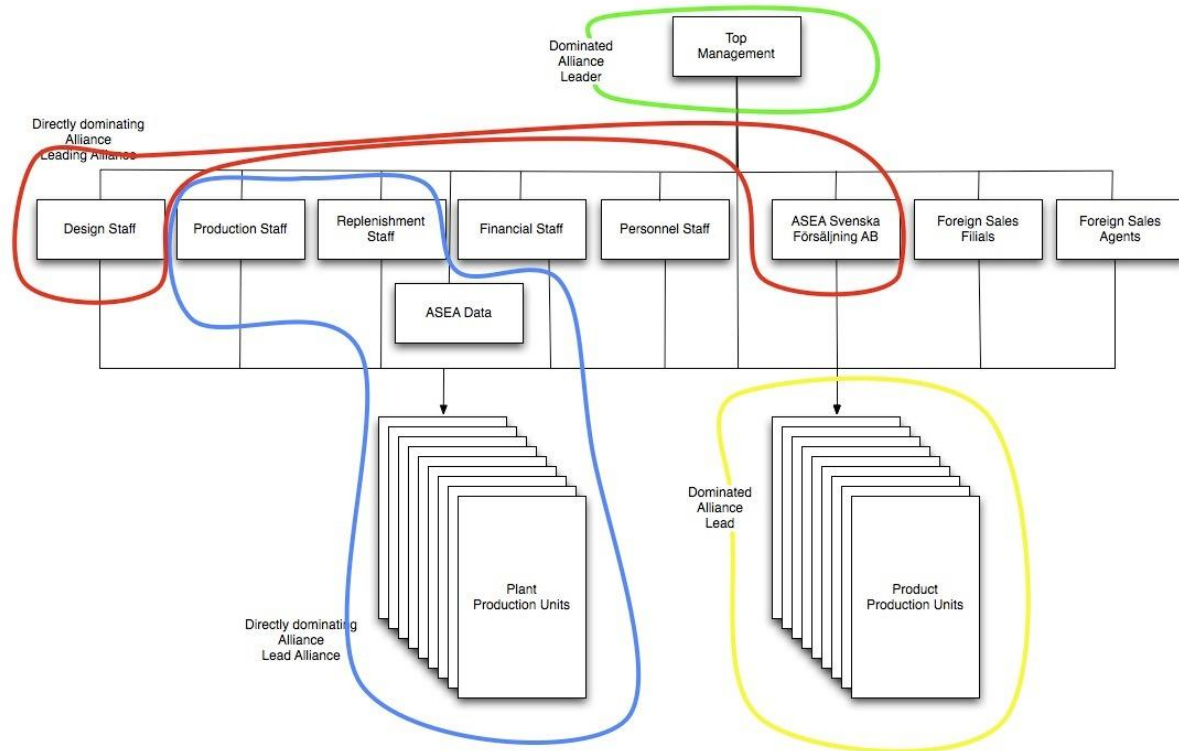 Top
Management
Dominated
Alliance
Leader
Directly dominating
Alliance
Leading Alliance
Design Staff
Production Staff
Replenishment
Staff
Financial Staff
Personnel Staff
ASEA Svenska
Försäljning AB
Foreign Sales
Filials
Foreign Sales
Agents
ASEA Data
Dominated
Alliance
Lead
Plant
Production Units
Product
Production Units
Directly dominating
Alliance
Lead Alliance